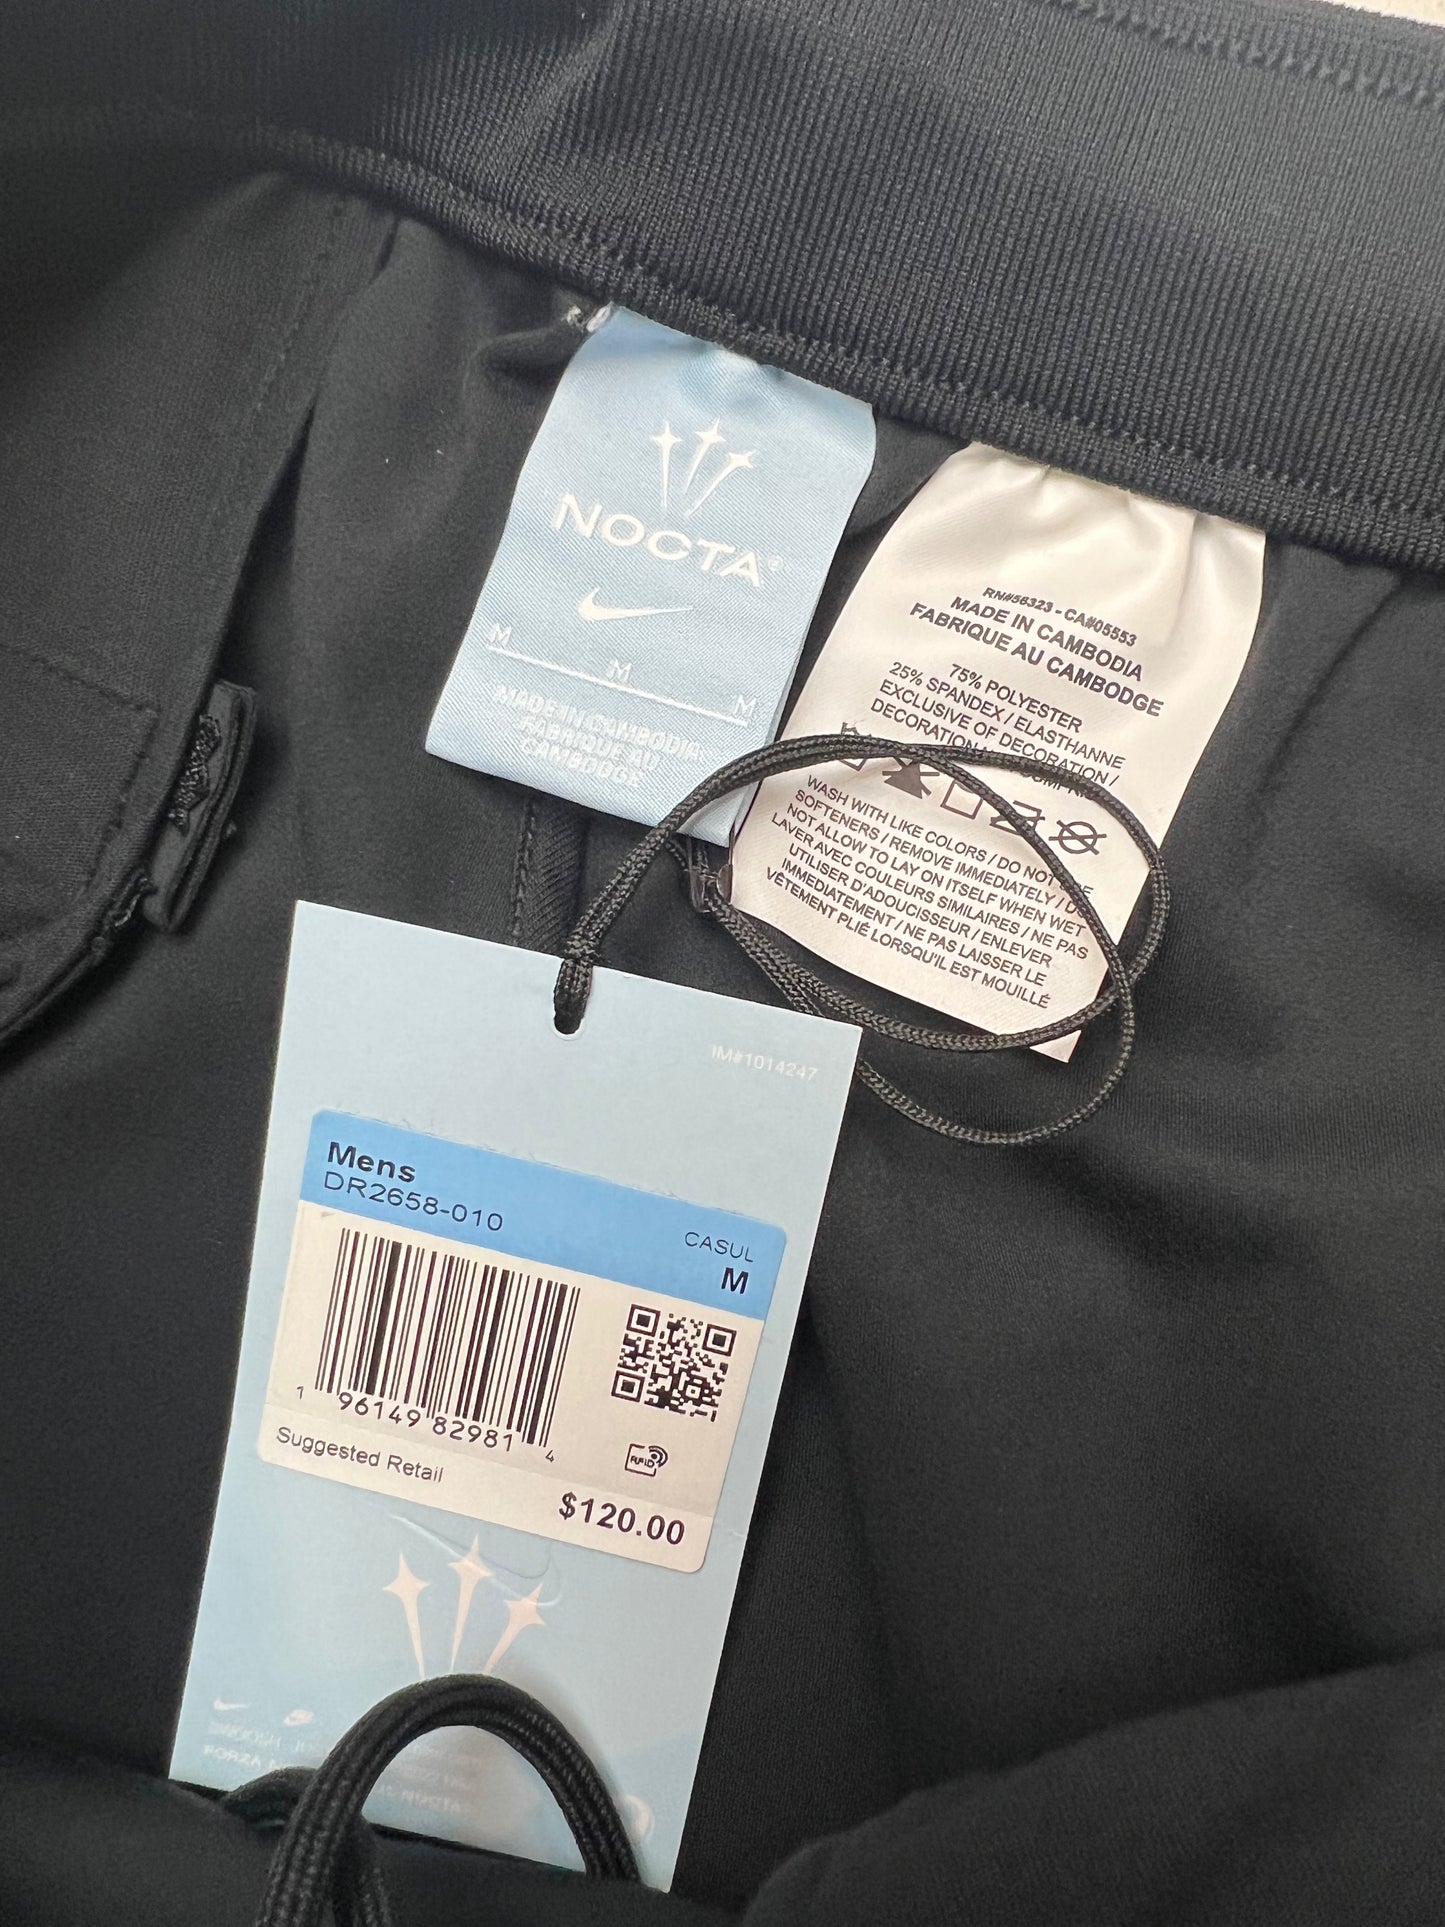 NOCTA®
M
M
M
MADE IN CAMBODIA
FABRIQUE AU
CAMBODGE
RN#56323 - CA#05553
MADE IN CAMBODIA
FABRIQUE AU CAMBODGE
75% POLYESTER
25% SPANDEX / ELASTHANNE
EXCLUSIVE OF DECORATION /
DECORATION
WASH WITH LIKE COLORS / DO NOT
SOFTENERS / REMOVE IMMEDIATELY /
NOT ALLOW TO LAY ON ITSELF WHEN WET
LAVER AVEC COULEURS SIMILAIRES / NE PAS
UTILISER D'ADOUCISSEUR / ENLEVER
IMMEDIATEMENT / NE PAS LAISSER LE
VÊTEMENT PLIÉ LORSQU'IL EST MOUILLÉ
IM#1014247
Mens
DR2658-010
CASUL
M
1 96149 82981 4
RFID
Suggested Retail
$120.00
FORZA
NOCTA